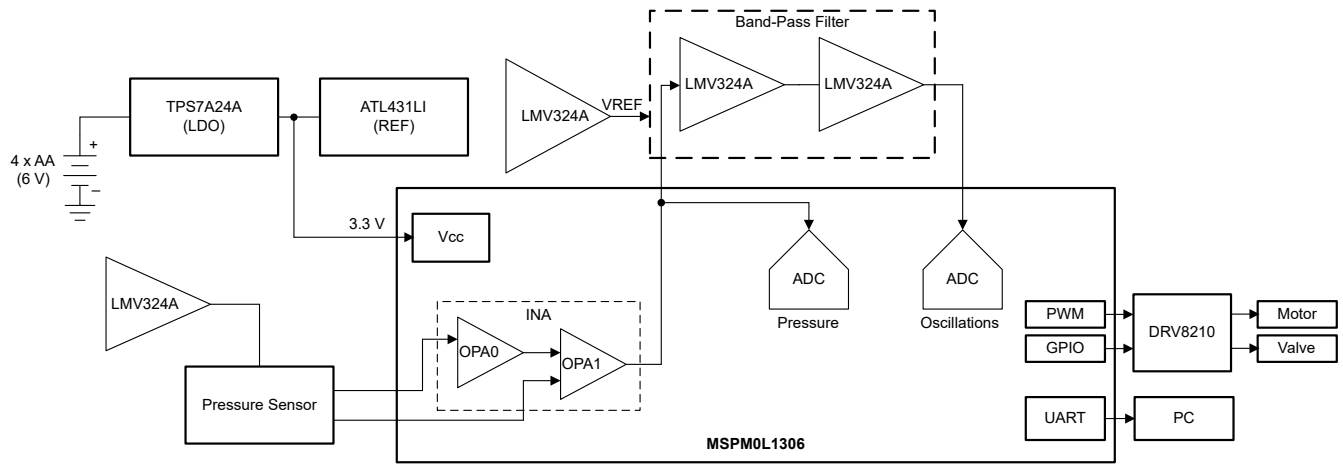 Band-Pass Filter
LMV324A
LMV324A
TPS7A24A
(LDO)
ATL431LI
(REF)
LMV324A
VREF
+
4 x AA
(6 V)
–
3.3 V
Vcc
LMV324A
ADC
Pressure
ADC
Oscillations
INA
OPA0
OPA1
Pressure Sensor
PWM
GPIO
DRV8210
Motor
Valve
UART
PC
MSPM0L1306